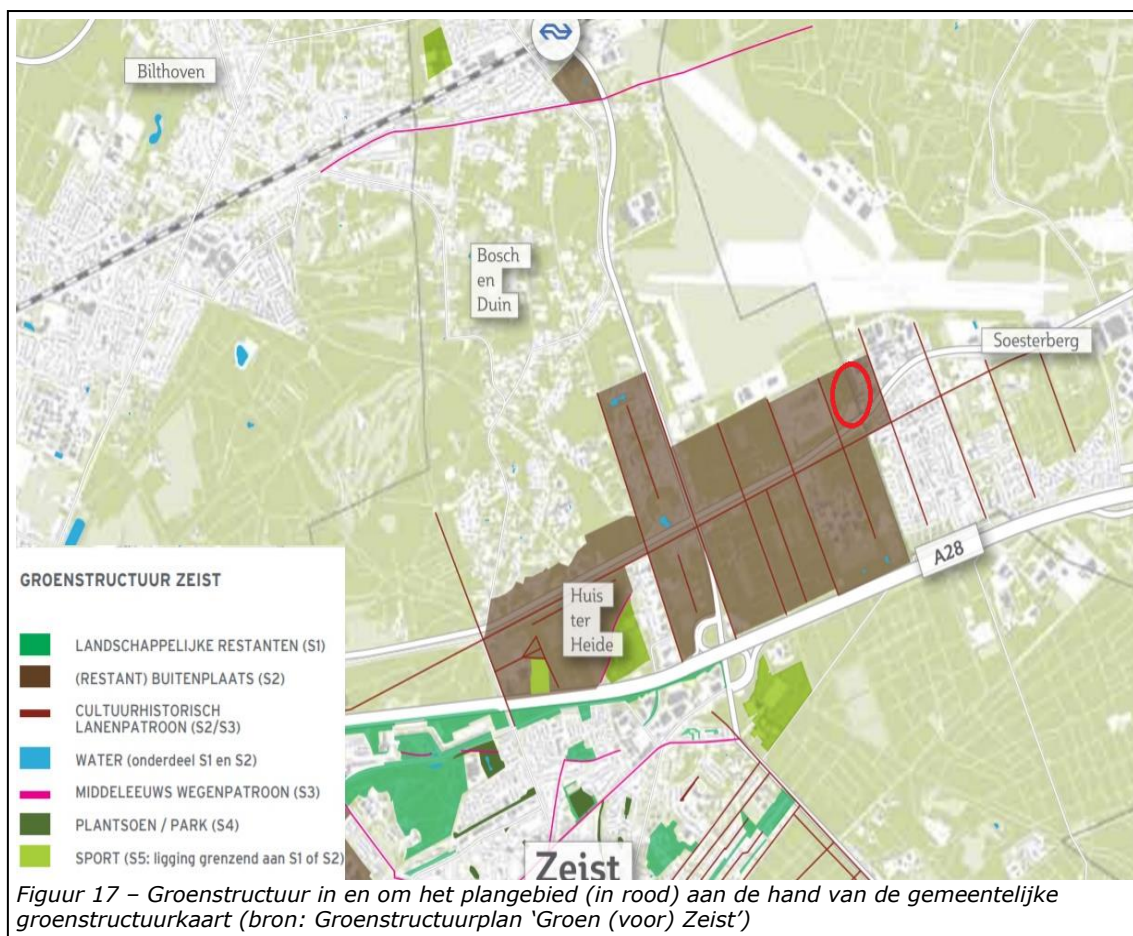 Bilthoven
Bosch
en
Duin
Soesterberg
A28
Huis
ter
Heide
Zeist
GROENSTRUCTUUR ZEIST
LANDSCHAPPELIJKE RESTANTEN (S1)
(RESTANT) BUITENPLAATS (S2)
CULTUURHISTORISCH
LANENPATROON (S2/S3)
WATER (onderdeel S1 en S2)
MIDDELEEUWS WEGENPATROON (S3)
PLANTSOEN / PARK (S4)
SPORT (S5: ligging grenzend aan S1 of S2)
Figuur 17 – Groenstructuur in en om het plangebied (in rood) aan de hand van de gemeentelijke
groenstructuurkaart (bron: Groenstructuurplan ‘Groen (voor) Zeist’)